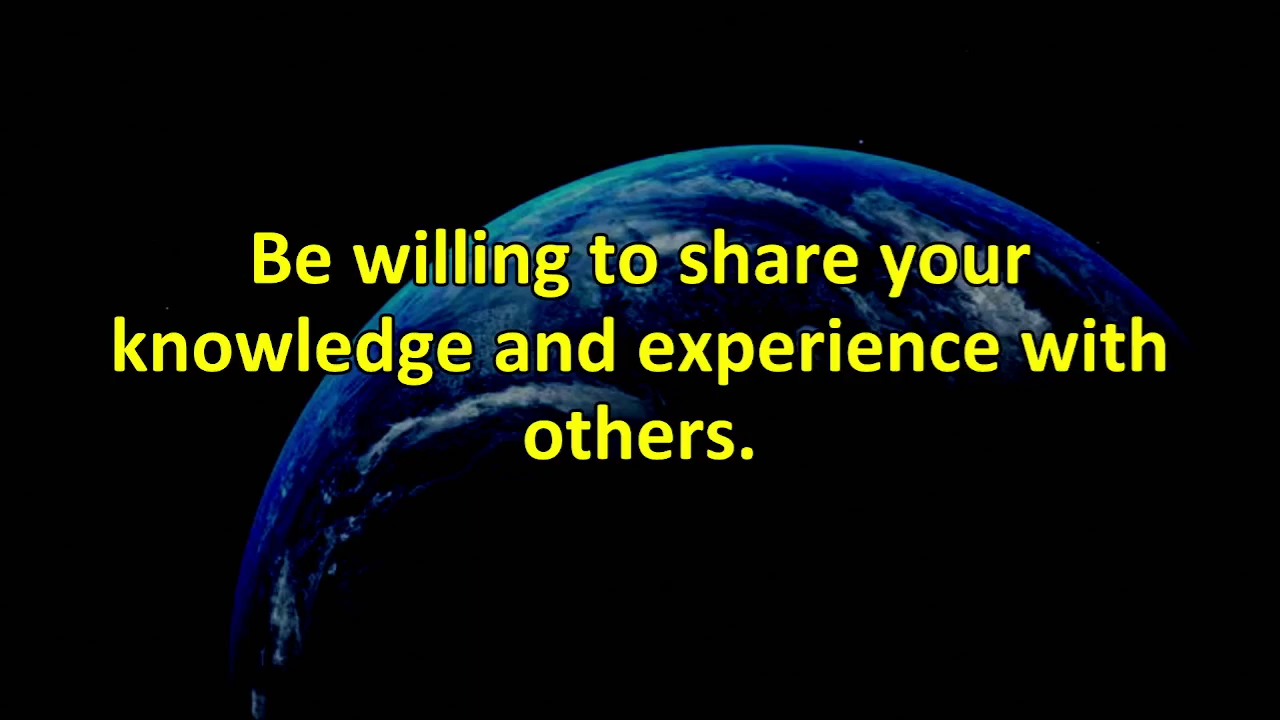 Be willing to share your
knowledge and experience with
others.